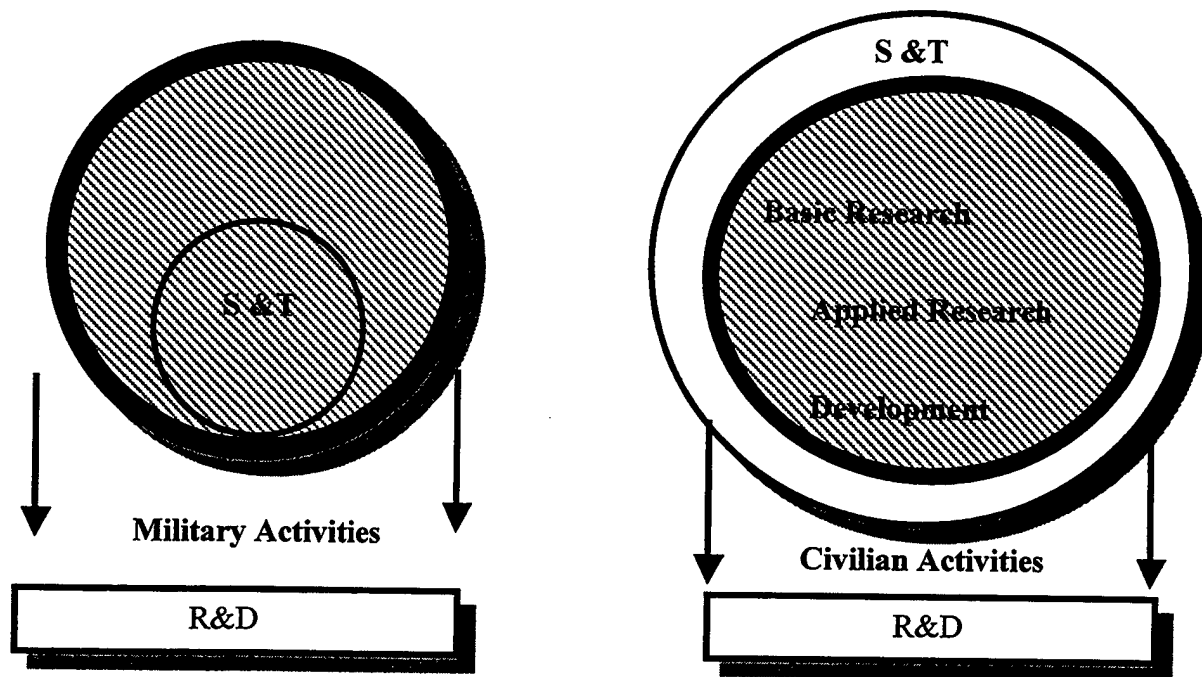 S &T
Military Activities
R&D
S &T
Basic Research
Applied Research
Development
Civilian Activities
R&D